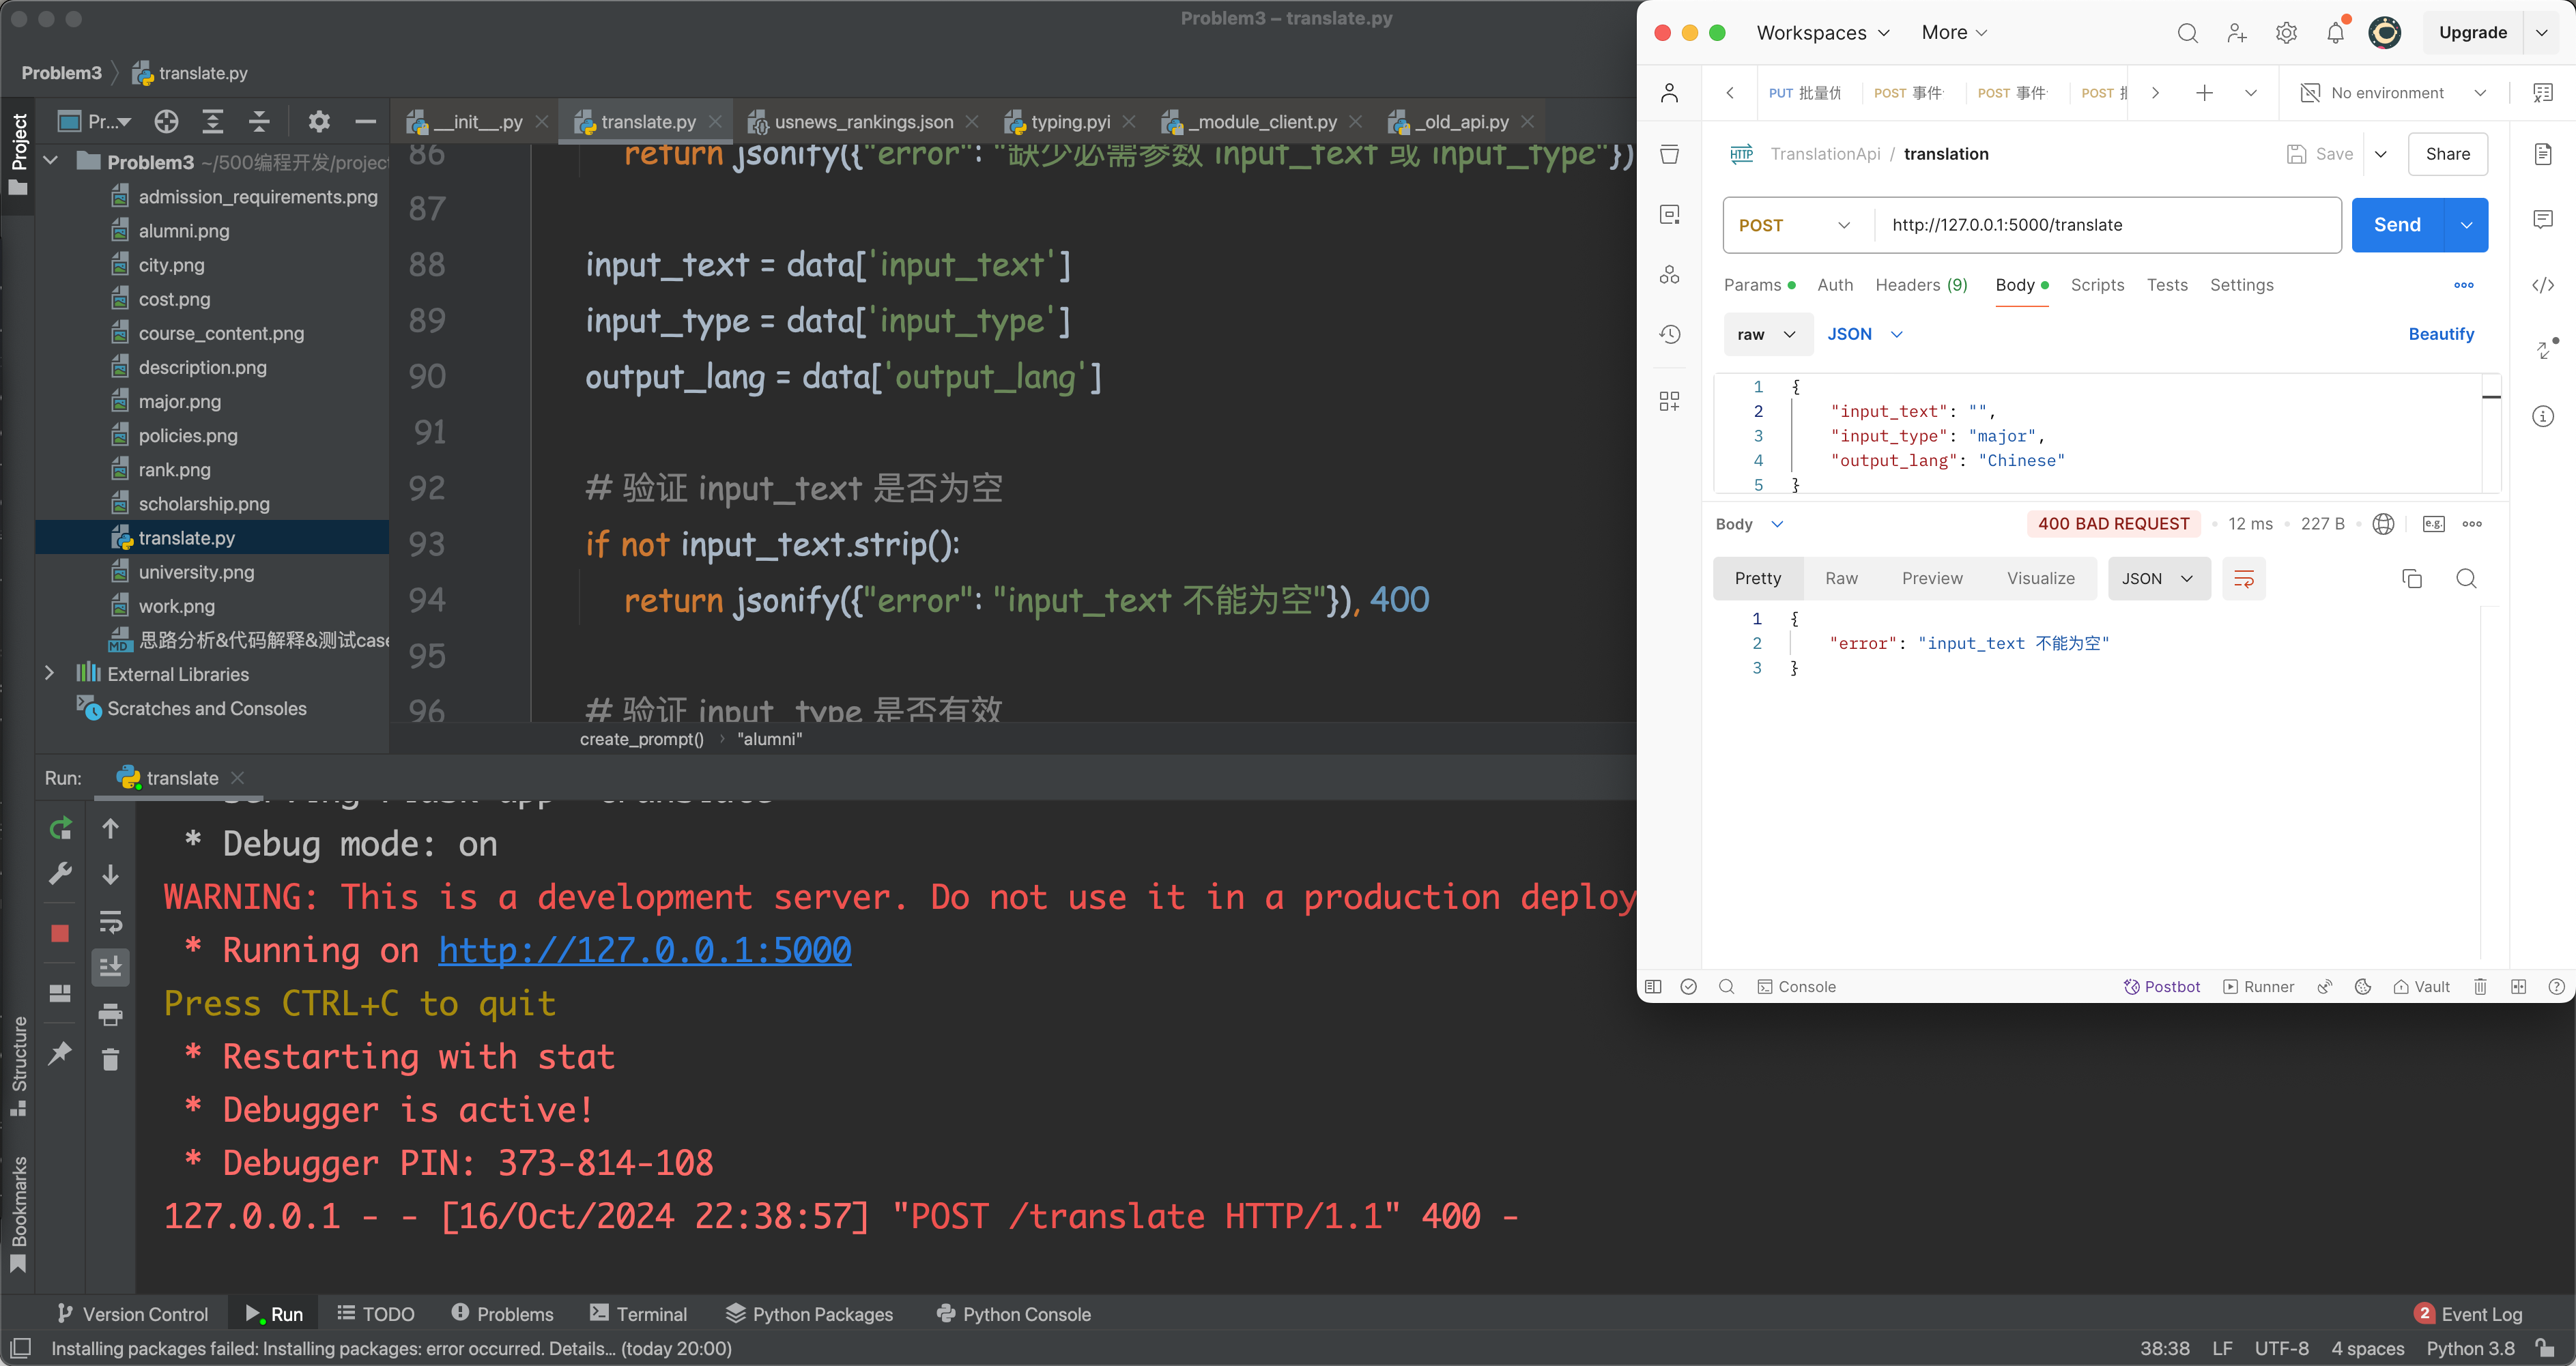 Problem3 – translate.py
Problem3
translate.py
Pr...
__init__.py
translate.py
usnews_rankings.json
typing.pyi
_module_client.py
_old_api.py
Project
Problem3 ~/500编程开发/project
admission_requirements.png
alumni.png
city.png
cost.png
course_content.png
description.png
major.png
policies.png
rank.png
scholarship.png
translate.py
university.png
work.png
思路分析&代码解释&测试case
External Libraries
Scratches and Consoles
86 return jsonify({"error": "缺少必需参数 input_text 或 input_type"})
87
88 input_text = data['input_text']
89 input_type = data['input_type']
90 output_lang = data['output_lang']
91
92 # 验证 input_text 是否为空
93 if not input_text.strip():
94 return jsonify({"error": "input_text 不能为空"}), 400
95
96 # 验证 input_type 是否有效
create_prompt() › "alumni"
Run: translate
* Debug mode: on
WARNING: This is a development server. Do not use it in a production deploy
* Running on http://127.0.0.1:5000
Press CTRL+C to quit
* Restarting with stat
* Debugger is active!
* Debugger PIN: 373-814-108
127.0.0.1 - - [16/Oct/2024 22:38:57] "POST /translate HTTP/1.1" 400 -
Structure
Bookmarks
Version Control Run TODO Problems Terminal Python Packages Python Console
2 Event Log
Installing packages failed: Installing packages: error occurred. Details... (today 20:00)
38:38 LF UTF-8 4 spaces Python 3.8
Workspaces More Upgrade
PUT 批量优 POST 事件 POST 事件 POST No environment
HTTP TranslationApi / translation Save Share
POST http://127.0.0.1:5000/translate Send
Params Auth Headers (9) Body Scripts Tests Settings
raw JSON Beautify
1 {
2 "input_text": "",
3 "input_type": "major",
4 "output_lang": "Chinese"
5 }
Body 400 BAD REQUEST 12 ms 227 B e.g.
Pretty Raw Preview Visualize JSON
1 {
2 "error": "input_text 不能为空"
3 }
Console Postbot Runner Vault